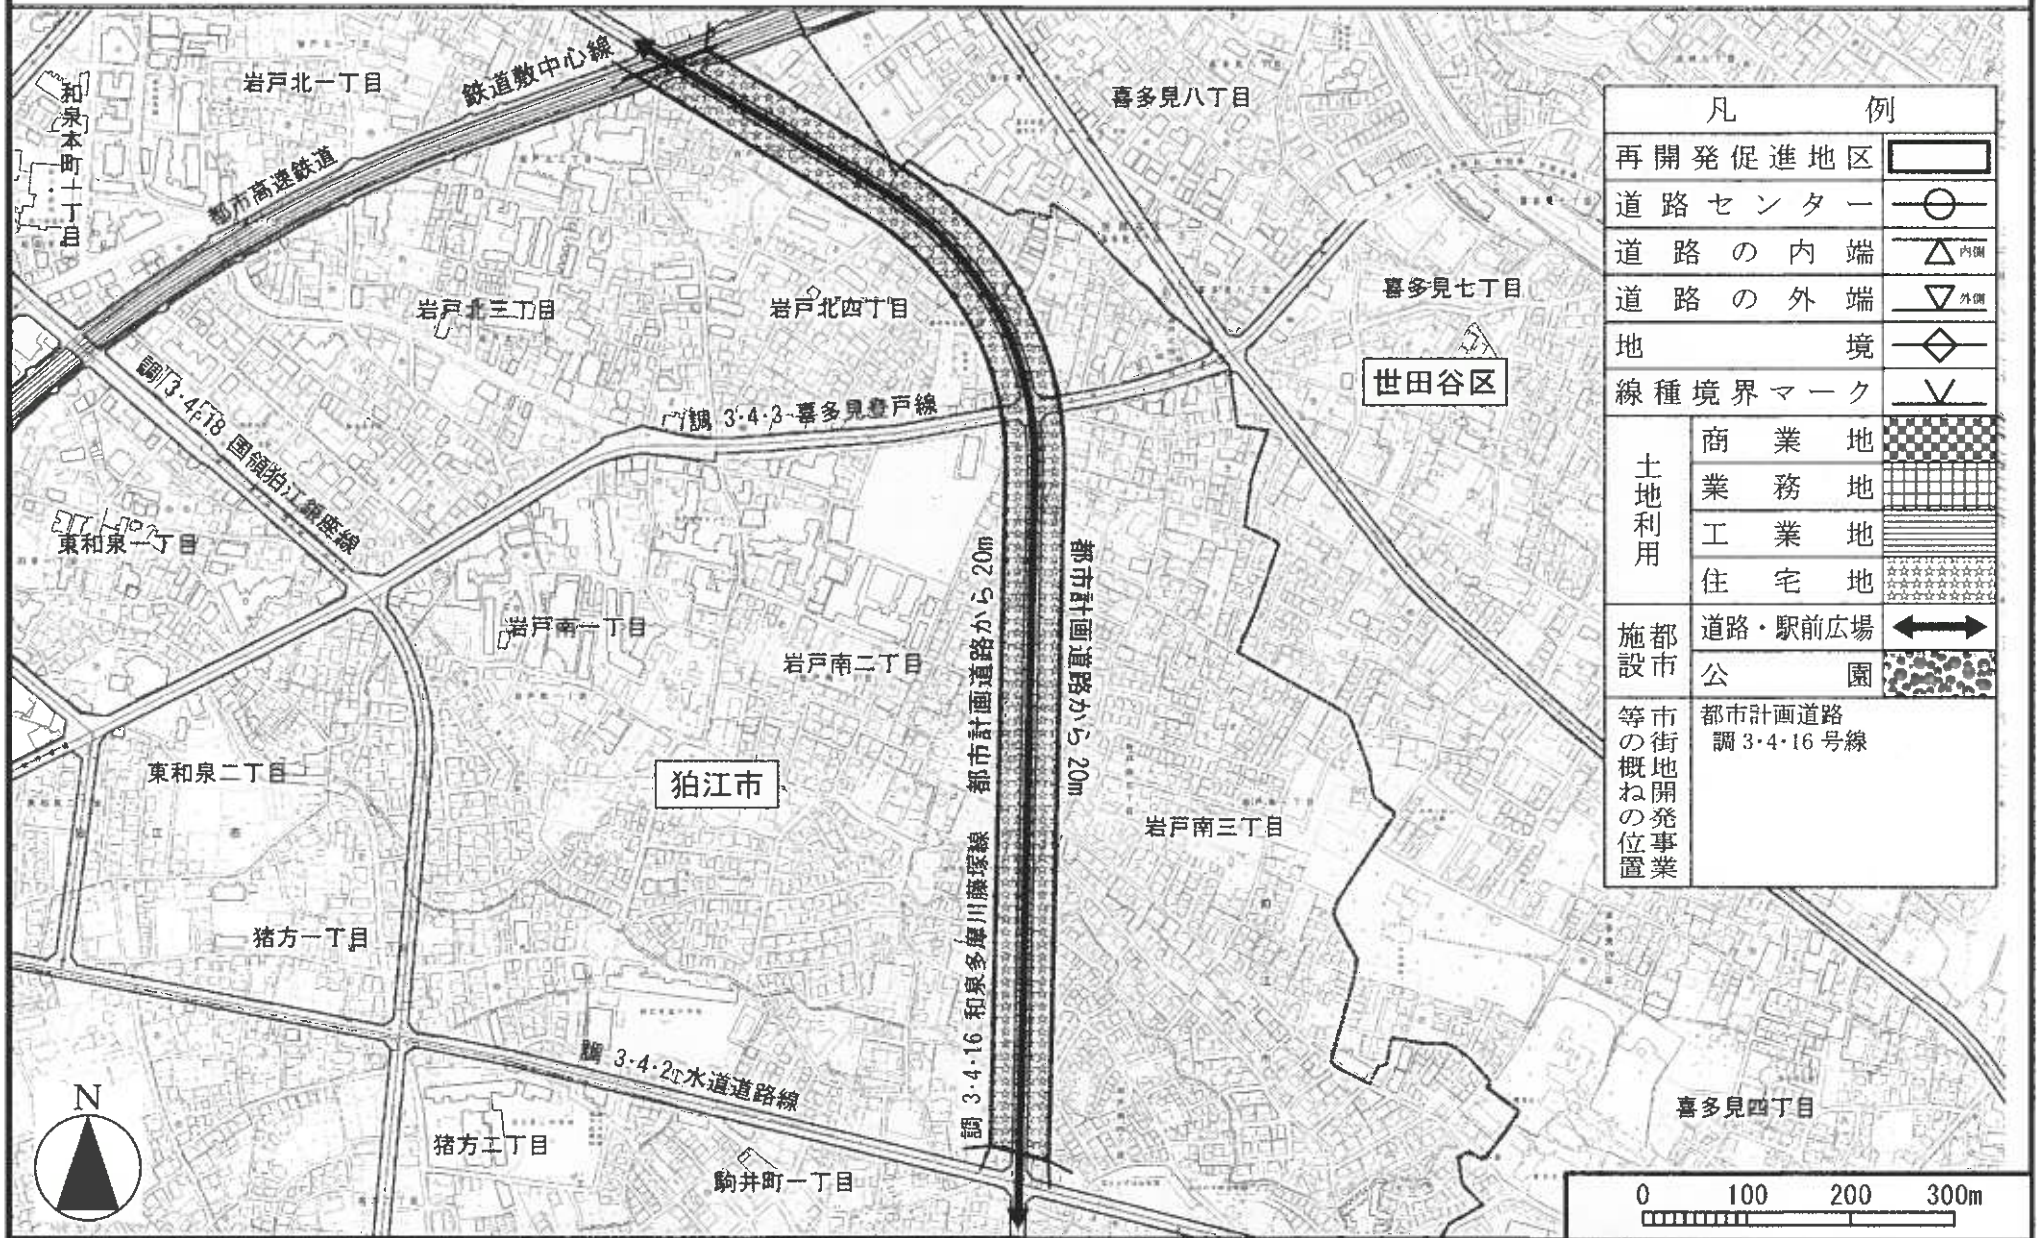 岩戸北一丁目
鉄道敷中心線
喜多見八丁目
和泉本町一丁目
都市高速鉄道
岩戸北三丁目
岩戸北四丁目
喜多見七丁目
世田谷区
調 3・4・18 国領狛江銀座線
調 3・4・3 喜多見登戸線
東和泉一丁目
岩戸南一丁目
岩戸南二丁目
都市計画道路から 20m
都市計画道路から 20m
東和泉二丁目
狛江市
岩戸南三丁目
調 3・4・16 和泉多摩川藤塚線
猪方一丁目
調 3・4・2 水道道路線
猪方二丁目
駒井町一丁目
喜多見四丁目
N
凡 例
再開発促進地区
道路センター
道路の内端 内側
道路の外端 外側
地境
線種境界マーク
土地利用
商業地
業務地
工業地
住宅地
都市施設
道路・駅前広場
公園
市街地開発事業
等の概ねの位置
都市計画道路
調 3・4・16 号線
0 100 200 300m